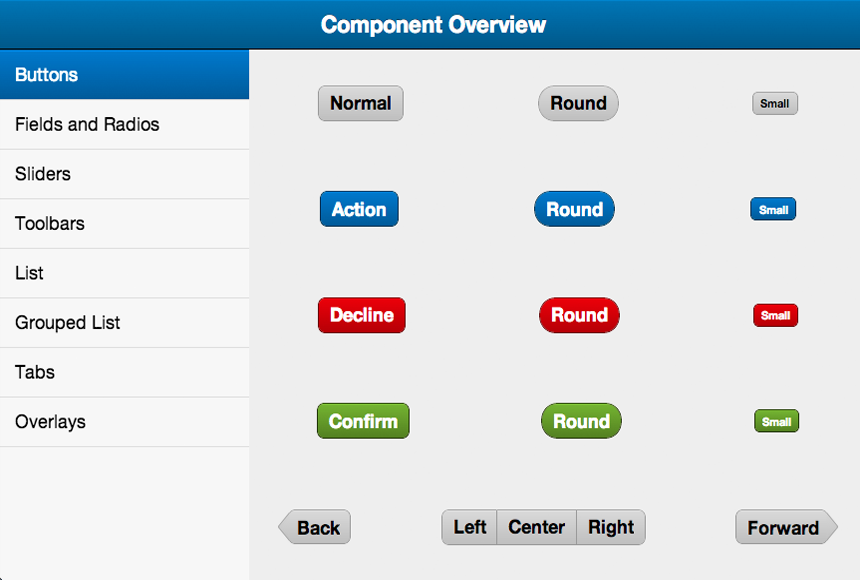 Component Overview
Buttons
Fields and Radios
Sliders
Toolbars
List
Grouped List
Tabs
Overlays
Normal Round Small
Action Round Small
Decline Round Small
Confirm Round Small
Back Left Center Right Forward